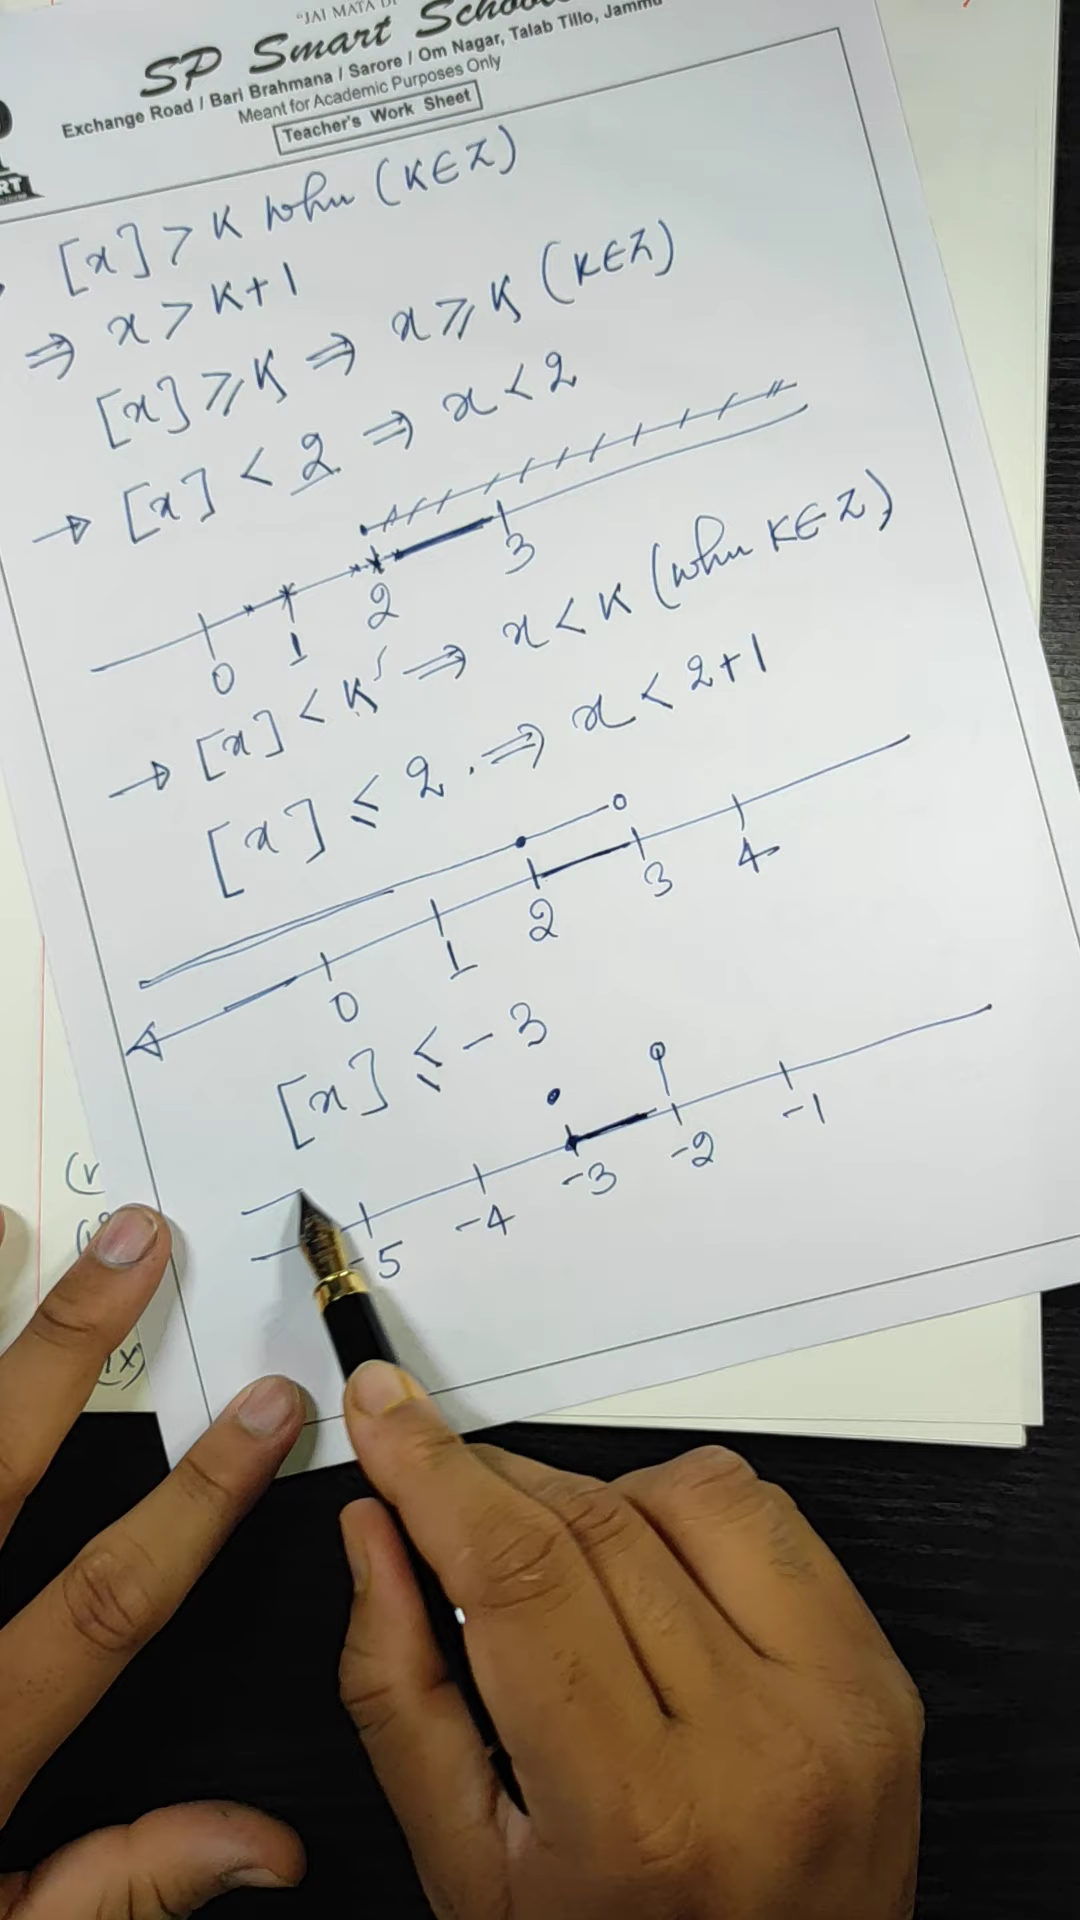 "JAI MATA DI
SP Smart School
Exchange Road / Bari Brahmana / Sarore / Om Nagar, Talab Tillo, Jammu
Meant for Academic Purposes Only
Teacher's Work Sheet
[x] > K when (K∈Z)
⇒ x > K+1
[x] ⩾ K ⇒ x ⩾ K (K∈Z)
→ [x] < 2 ⇒ x < 2
0 1 2 3
→ [x] < K ⇒ x < K (when K∈Z)
[x] ≤ 2 . ⇒ x < 2+1
0 1 2 3 4
[x] ≤ -3
-5 -4 -3 -2 -1